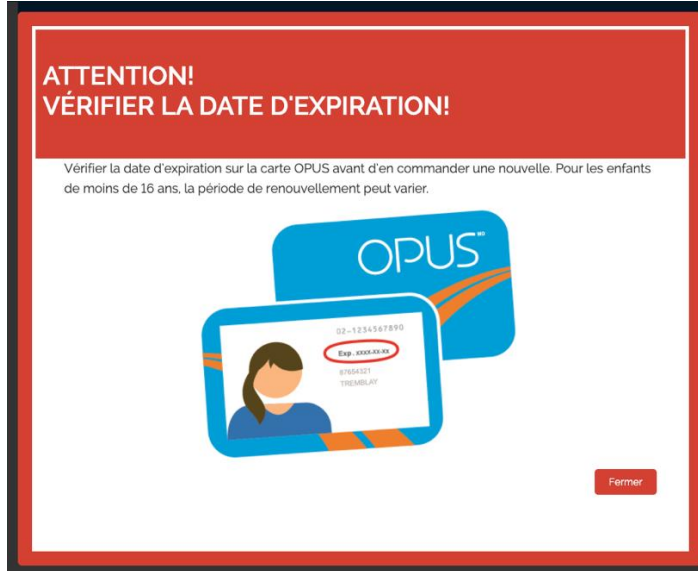 ATTENTION!
VÉRIFIER LA DATE D'EXPIRATION!
Vérifier la date d'expiration sur la carte OPUS avant d'en commander une nouvelle. Pour les enfants
de moins de 16 ans, la période de renouvellement peut varier.
OPUS MD
02-1234567890
Exp. xxxx-xx-xx
87654321
TREMBLAY
Fermer